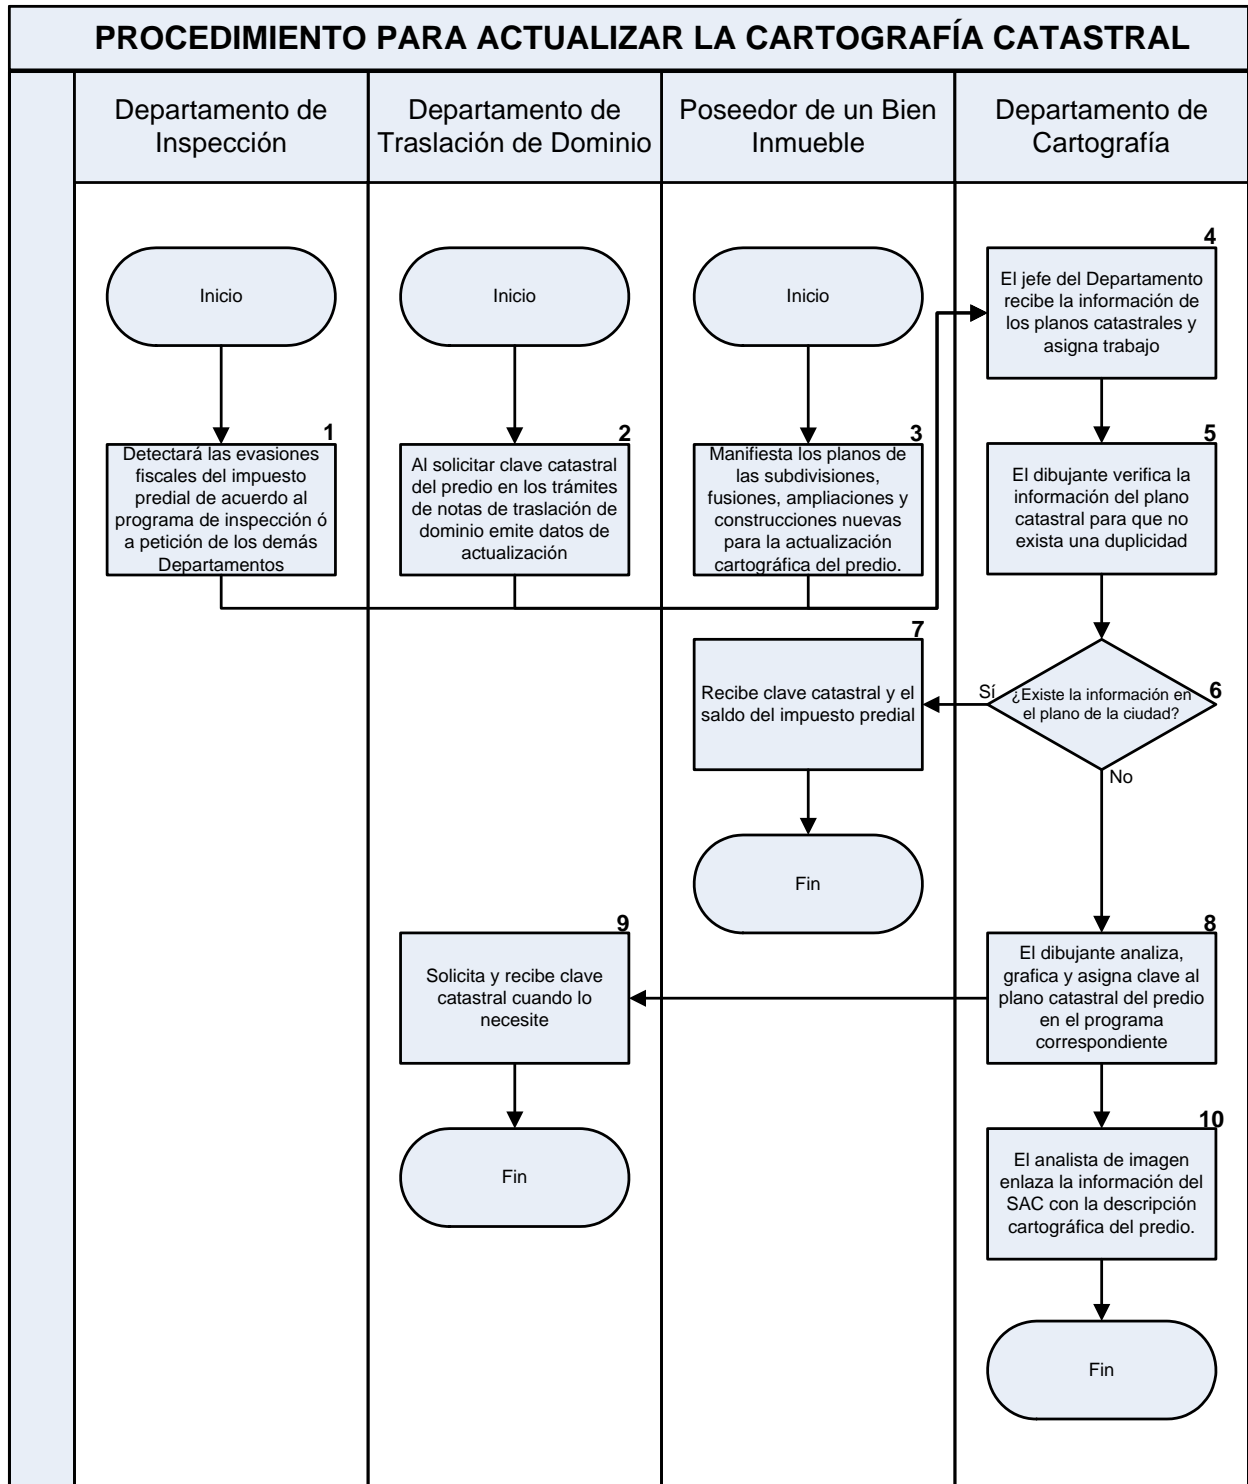 PROCEDIMIENTO PARA ACTUALIZAR LA CARTOGRAFÍA CATASTRAL
Departamento de
Inspección
Departamento de
Traslación de Dominio
Poseedor de un Bien
Inmueble
Departamento de
Cartografía
Inicio
Inicio
Inicio
4
El jefe del Departamento
recibe la información de
los planos catastrales y
asigna trabajo
1
Detectará las evasiones
fiscales del impuesto
predial de acuerdo al
programa de inspección ó
a petición de los demás
Departamentos
2
Al solicitar clave catastral
del predio en los trámites
de notas de traslación de
dominio emite datos de
actualización
3
Manifiesta los planos de
las subdivisiones,
fusiones, ampliaciones y
construcciones nuevas
para la actualización
cartográfica del predio.
5
El dibujante verifica la
información del plano
catastral para que no
exista una duplicidad
6
¿Existe la información en
el plano de la ciudad?
Sí
No
7
Recibe clave catastral y el
saldo del impuesto predial
Fin
8
El dibujante analiza,
grafica y asigna clave al
plano catastral del predio
en el programa
correspondiente
9
Solicita y recibe clave
catastral cuando lo
necesite
Fin
10
El analista de imagen
enlaza la información del
SAC con la descripción
cartográfica del predio.
Fin